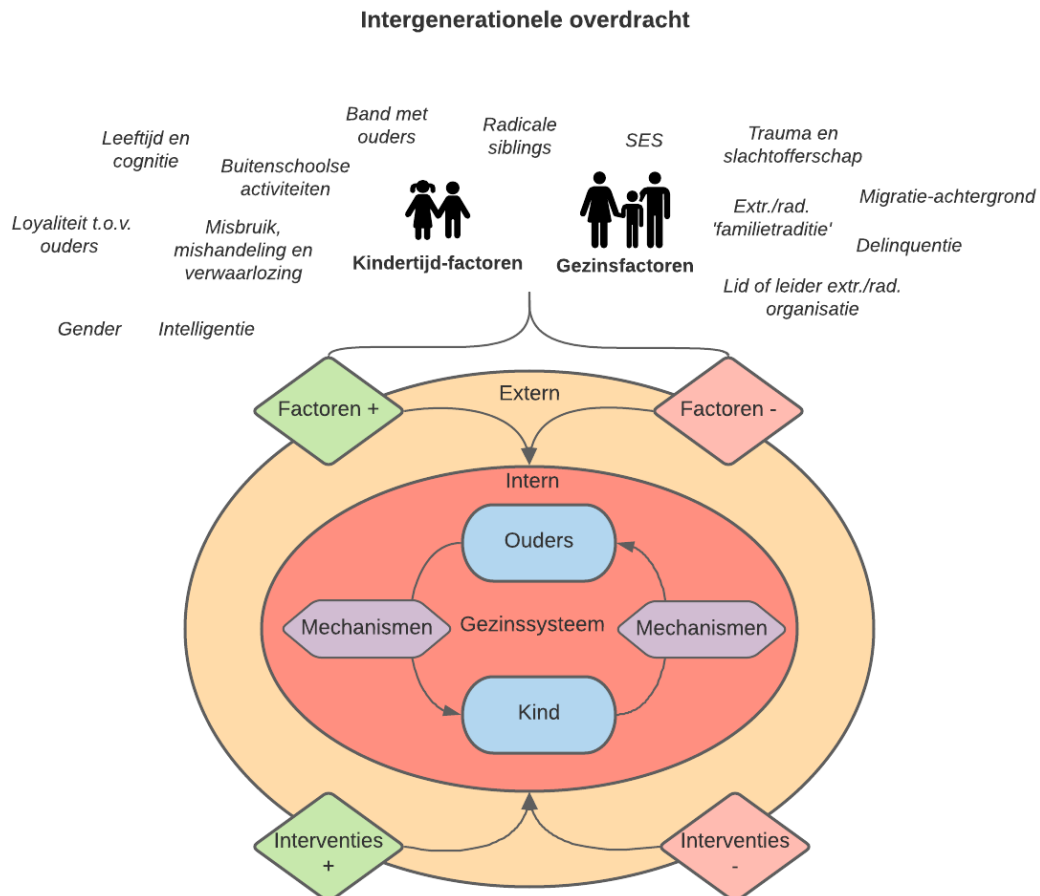 Intergenerationele overdracht
Band met
ouders
Radicale
siblings
Leeftijd en
cognitie
SES
Trauma en
slachtofferschap
Buitenschoolse
activiteiten
Migratie-achtergrond
Loyaliteit t.o.v.
ouders
Misbruik,
mishandeling en
verwaarlozing
Extr./rad.
'familietraditie'
Delinquentie
Kindertijd-factoren
Gezinsfactoren
Lid of leider extr./rad.
organisatie
Gender
Intelligentie
Extern
Factoren +
Factoren -
Intern
Ouders
Mechanismen
Gezinssysteem
Mechanismen
Kind
Interventies
+
Interventies
-